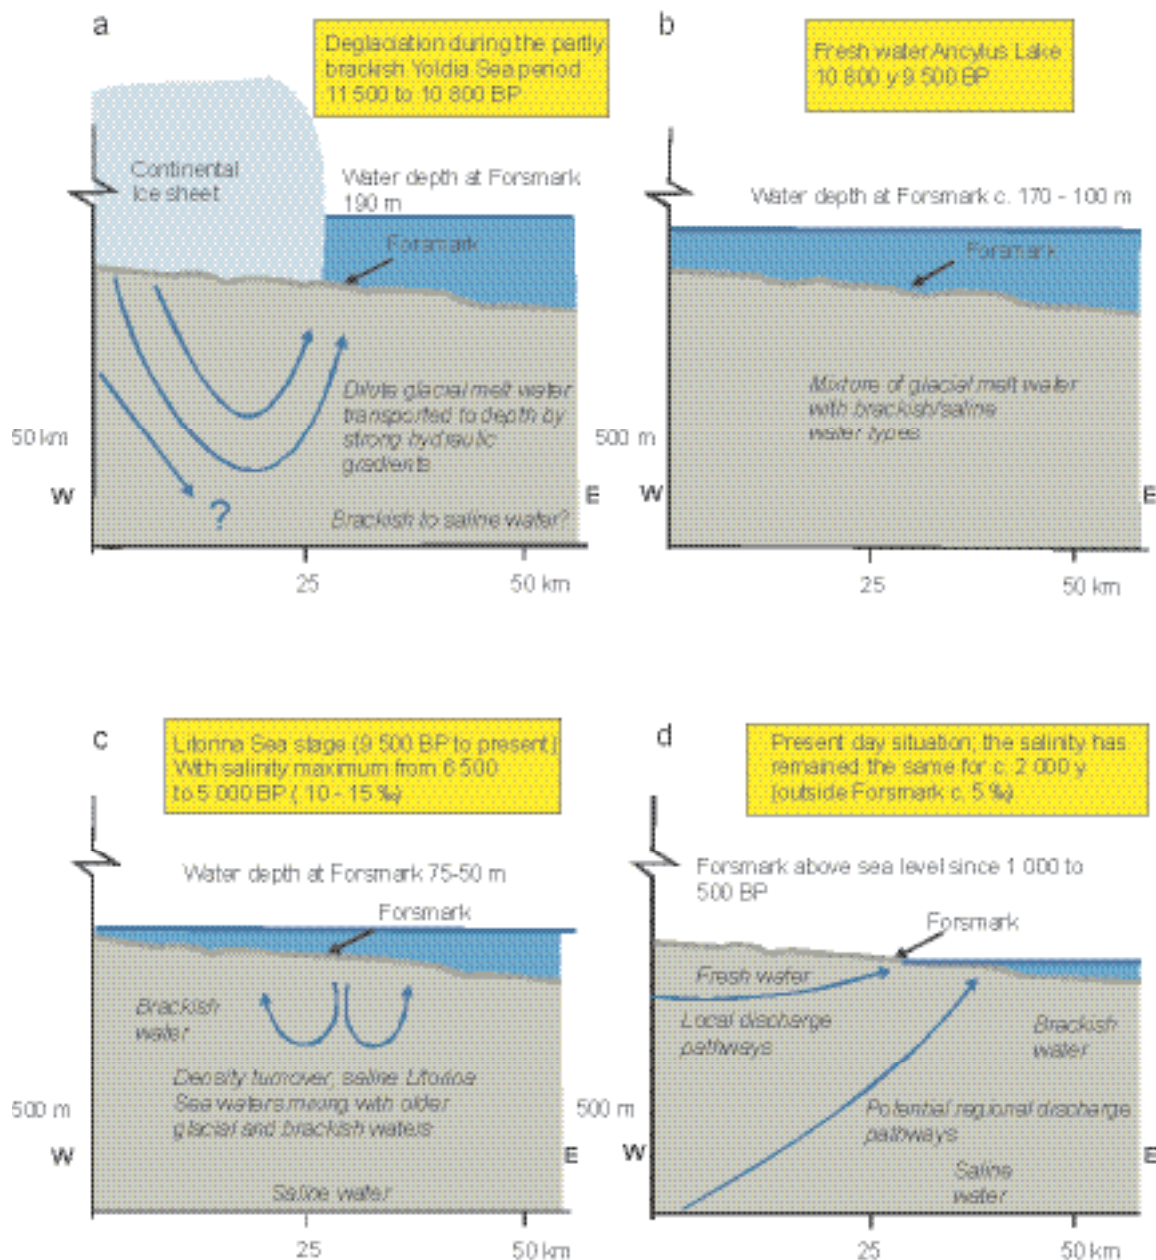 a
Deglaciation during the partly
brackish Yoldia Sea period
11 500 to 10 800 BP
Continental
Ice sheet
Water depth at Forsmark
190 m
Forsmark
Dilute glacial melt water
transported to depth by
strong hydraulic
gradients
50 km
W
E
?
Brackish to saline water?
25
50 km
b
Fresh water Ancylus Lake
10 800 y 9 500 BP
Water depth at Forsmark c. 170 - 100 m
Forsmark
Mixture of glacial melt water
with brackish/saline
water types
500 m
W
E
25
50 km
c
Litorina Sea stage (9 500 BP to present)
With salinity maximum from 6 500
to 5 000 BP ( 10 - 15 ‰)
Water depth at Forsmark 75-50 m
Forsmark
Brackish
water
Density turnover, saline Litorina
Sea waters mixing with older
glacial and brackish waters
500 m
W
E
Saline water
25
50 km
d
Present day situation; the salinity has
remained the same for c. 2 000 y
(outside Forsmark c. 5 ‰)
Forsmark above sea level since 1 000 to
500 BP
Forsmark
Fresh water
Local discharge
pathways
Brackish
water
500 m
Potential regional discharge
pathways
W
E
Saline
water
25
50 km